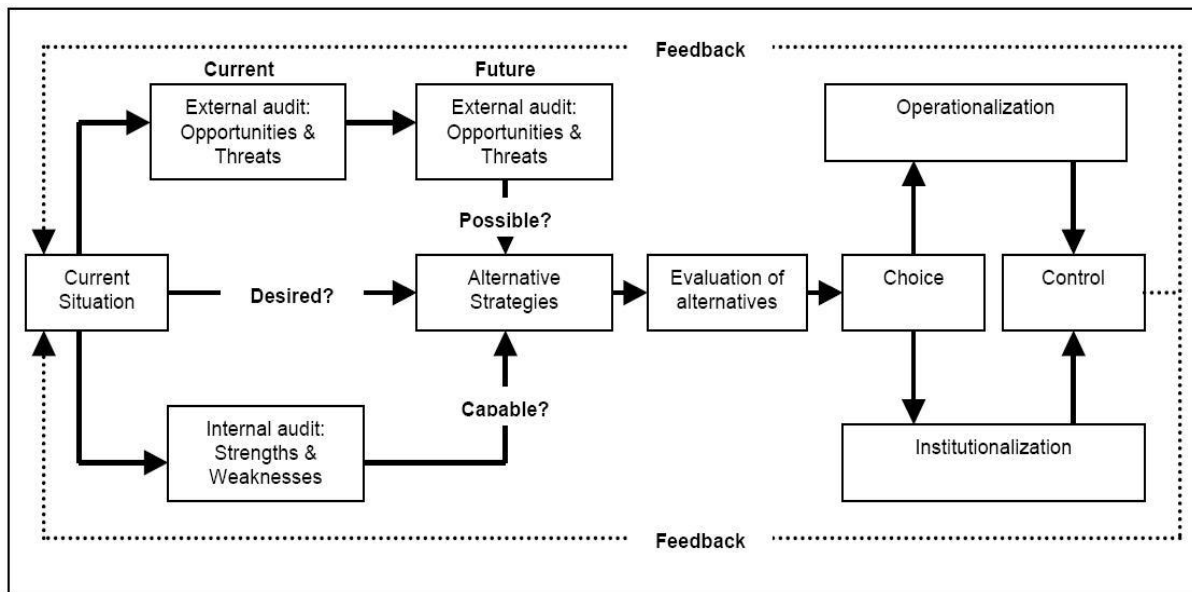 Feedback
Current
Future
External audit:
Opportunities &
Threats
External audit:
Opportunities &
Threats
Operationalization
Possible?
Current
Situation
Desired?
Alternative
Strategies
Evaluation of
alternatives
Choice
Control
Capable?
Internal audit:
Strengths &
Weaknesses
Institutionalization
Feedback